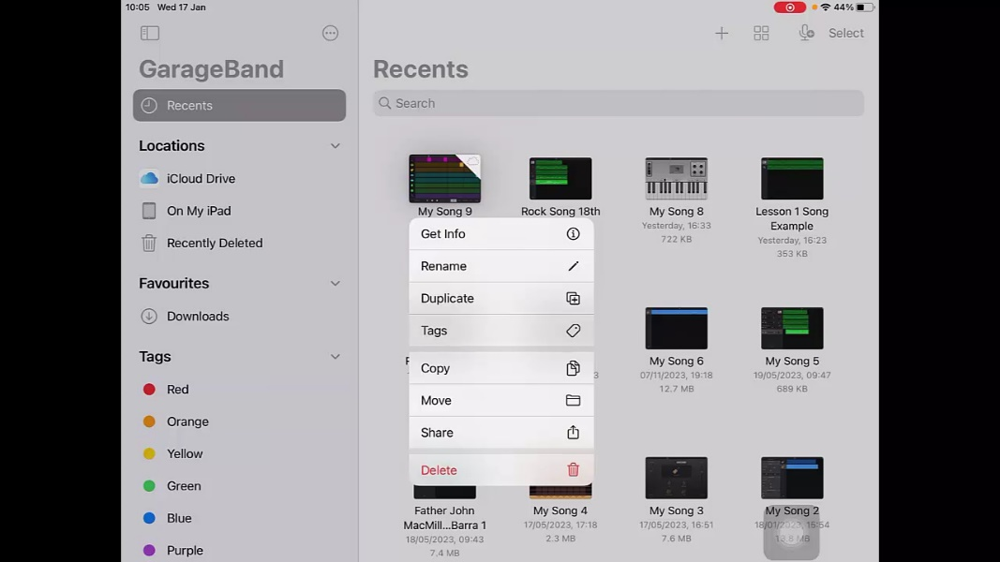 10:05 Wed 17 Jan
44%
GarageBand
Recents
Locations
iCloud Drive
On My iPad
Recently Deleted
Favourites
Downloads
Tags
Red
Orange
Yellow
Green
Blue
Purple
Select
Recents
Search
My Song 9
Rock Song 18th
My Song 8
Yesterday, 16:33
722 KB
Lesson 1 Song
Example
Yesterday, 16:23
353 KB
Get Info
Rename
Duplicate
Tags
Copy
Move
Share
Delete
My Song 6
07/11/2023, 19:18
12.7 MB
My Song 5
19/05/2023, 09:47
689 KB
Father John
MacMill...Barra 1
18/05/2023, 09:43
7.4 MB
My Song 4
17/05/2023, 17:18
2.3 MB
My Song 3
17/05/2023, 16:51
7.6 MB
My Song 2